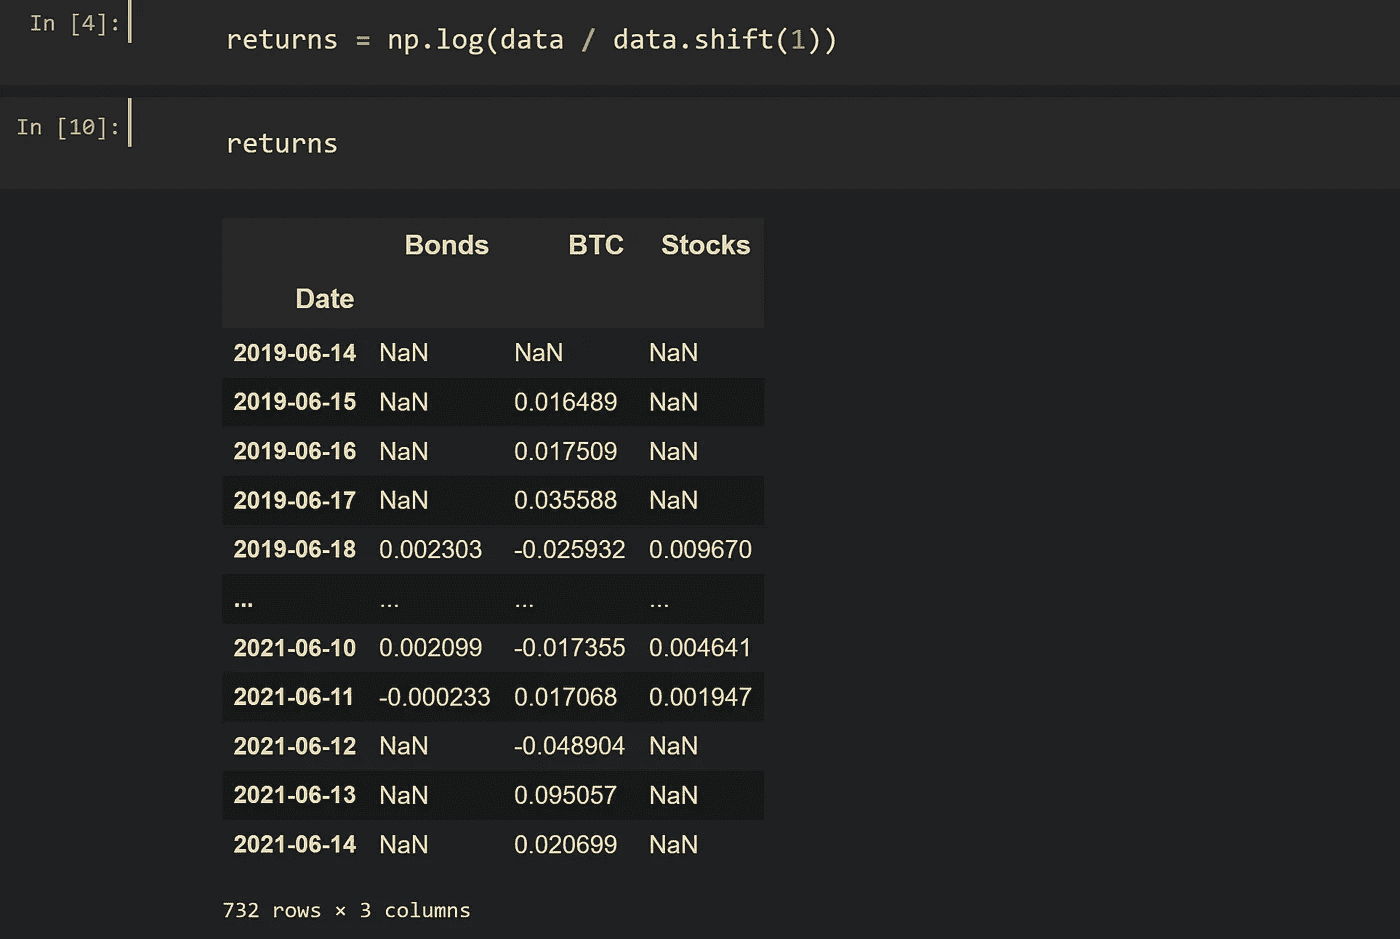 In [4]: returns = np.log(data / data.shift(1))
In [10]: returns
Bonds BTC Stocks
Date
2019-06-14 NaN NaN NaN
2019-06-15 NaN 0.016489 NaN
2019-06-16 NaN 0.017509 NaN
2019-06-17 NaN 0.035588 NaN
2019-06-18 0.002303 -0.025932 0.009670
... ... ... ...
2021-06-10 0.002099 -0.017355 0.004641
2021-06-11 -0.000233 0.017068 0.001947
2021-06-12 NaN -0.048904 NaN
2021-06-13 NaN 0.095057 NaN
2021-06-14 NaN 0.020699 NaN
732 rows × 3 columns